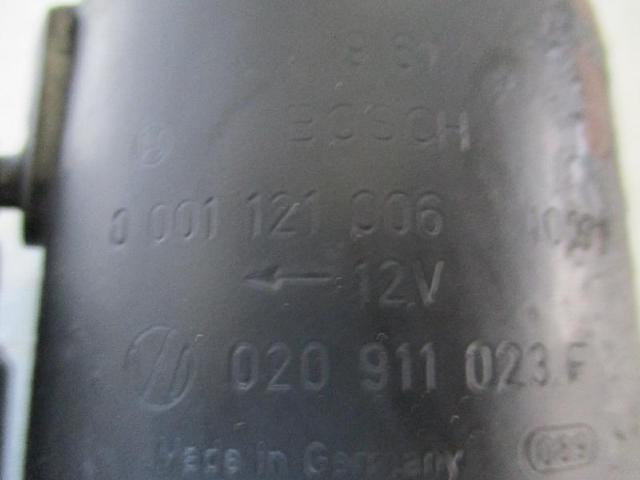 BOSCH
0 001 121 006
12V
020 911 023 F
Made in Germany